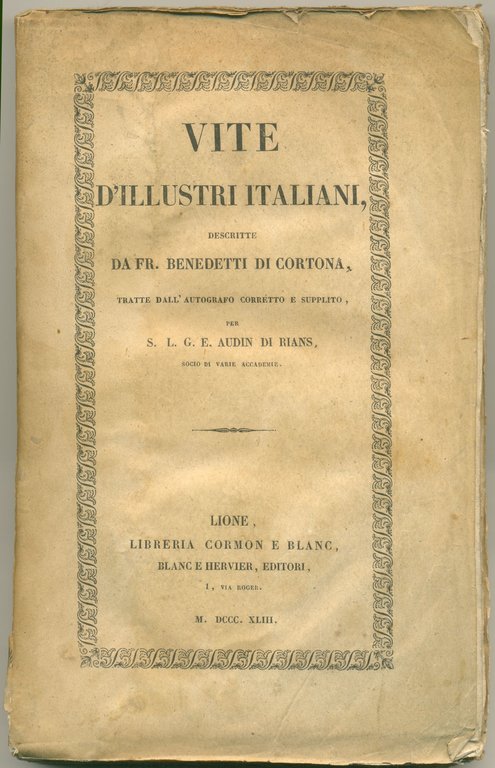 VITE
D'ILLUSTRI ITALIANI,
DESCRITTE
DA FR. BENEDETTI DI CORTONA,
TRATTE DALL' AUTOGRAFO CORRETTO E SUPPLITO,
PER
S. L. G. E. AUDIN DI RIANS,
SOCIO DI VARIE ACCADEMIE.
LIONE,
LIBRERIA CORMON E BLANC,
BLANC E HERVIER, EDITORI,
1, VIA ROGER.
M. DCCC. XLIII.